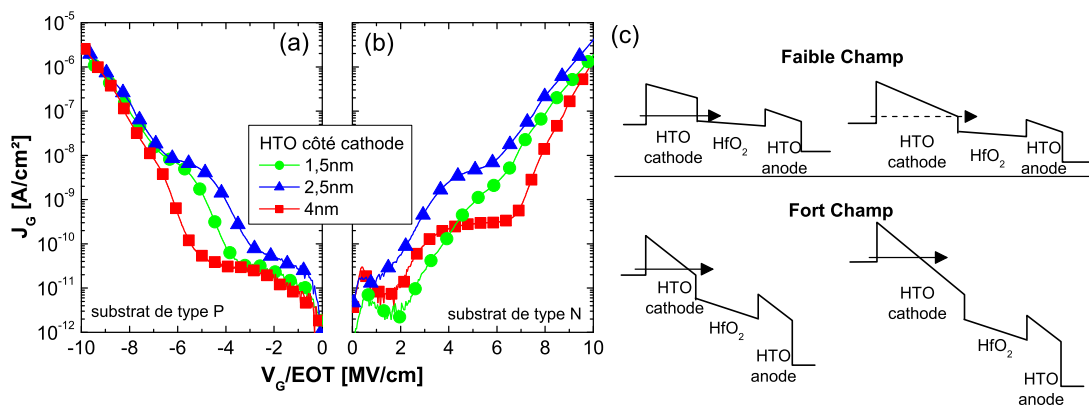 (a)
(b)
(c)
J_G [A/cm²]
10^-5
10^-6
10^-7
10^-8
10^-9
10^-10
10^-11
10^-12
HTO côté cathode
1,5nm
2,5nm
4nm
substrat de type P
substrat de type N
-10 -8 -6 -4 -2 0
0 2 4 6 8 10
V_G/EOT [MV/cm]
Faible Champ
HTO
cathode
HfO₂
HTO
anode
HTO
cathode
HfO₂
HTO
anode
Fort Champ
HTO
cathode
HfO₂
HTO
anode
HTO
cathode
HfO₂
HTO
anode